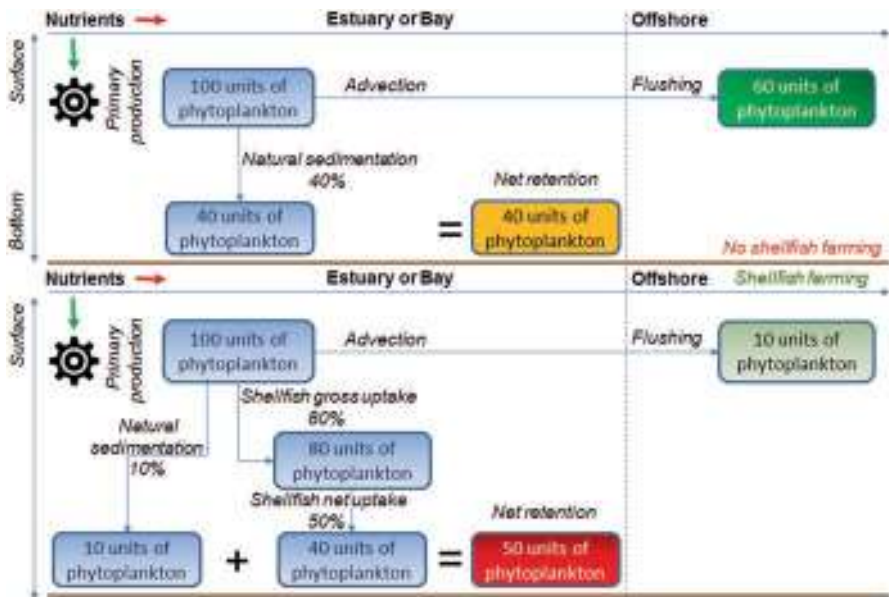 Nutrients
Estuary or Bay
Offshore
Surface
Primary
production
100 units of
phytoplankton
Advection
Flushing
60 units of
phytoplankton
Natural sedimentation
40%
Bottom
40 units of
phytoplankton
=
Net retention
40 units of
phytoplankton
No shellfish farming
Nutrients
Estuary or Bay
Offshore
Shellfish farming
Surface
Primary
production
100 units of
phytoplankton
Advection
Flushing
10 units of
phytoplankton
Natural
sedimentation
10%
Shellfish gross uptake
80%
80 units of
phytoplankton
Shellfish net uptake
50%
10 units of
phytoplankton
+
40 units of
phytoplankton
=
Net retention
50 units of
phytoplankton